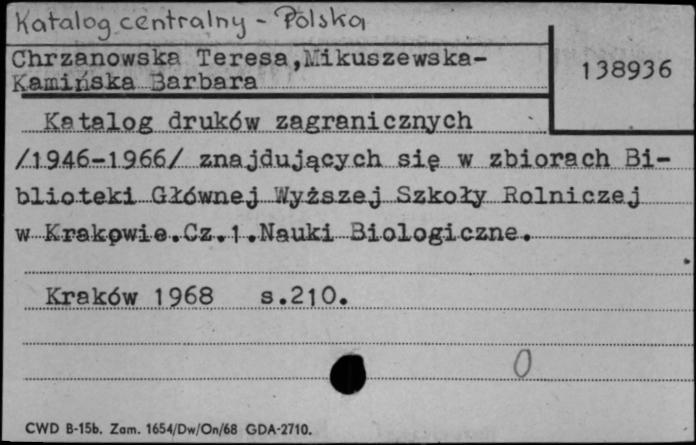 Katalog centralny - Polska
Chrzanowska Teresa,Mikuszewska-
Kamińska Barbara
138936
Katalog druków zagranicznych
/1946-1966/ znajdujących się w zbiorach Bi-
blioteki Głównej Wyższej Szkoły Rolniczej
w Krakowie.Cz.1.Nauki Biologiczne.
Kraków 1968 s.210.
0
CWD B-15b. Zam. 1654/Dw/On/68 GDA-2710.